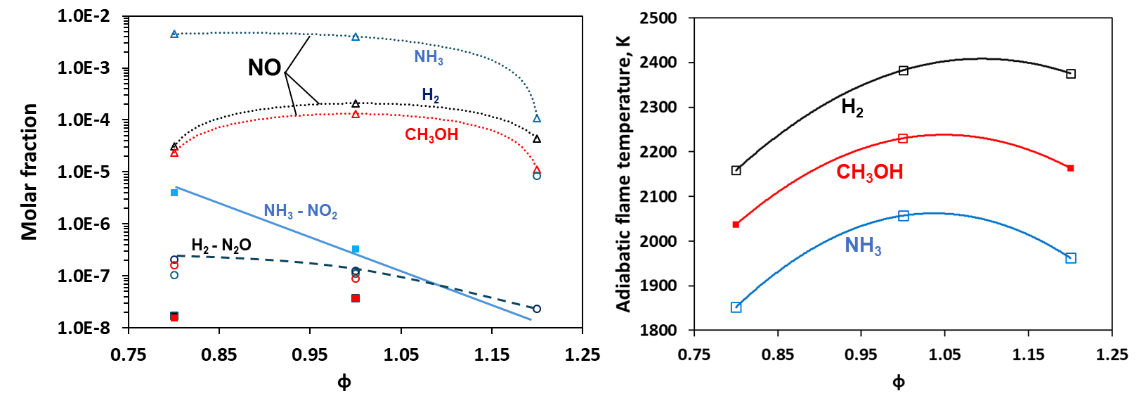 1.0E-2
1.0E-3
1.0E-4
1.0E-5
1.0E-6
1.0E-7
1.0E-8
Molar fraction
NO
NH₃
H₂
CH₃OH
NH₃ - NO₂
H₂ - N₂O
0.75 0.85 0.95 1.05 1.15 1.25
ϕ
2500
2400
2300
2200
2100
2000
1900
1800
Adiabatic flame temperature, K
H₂
CH₃OH
NH₃
0.75 0.85 0.95 1.05 1.15 1.25
ϕ